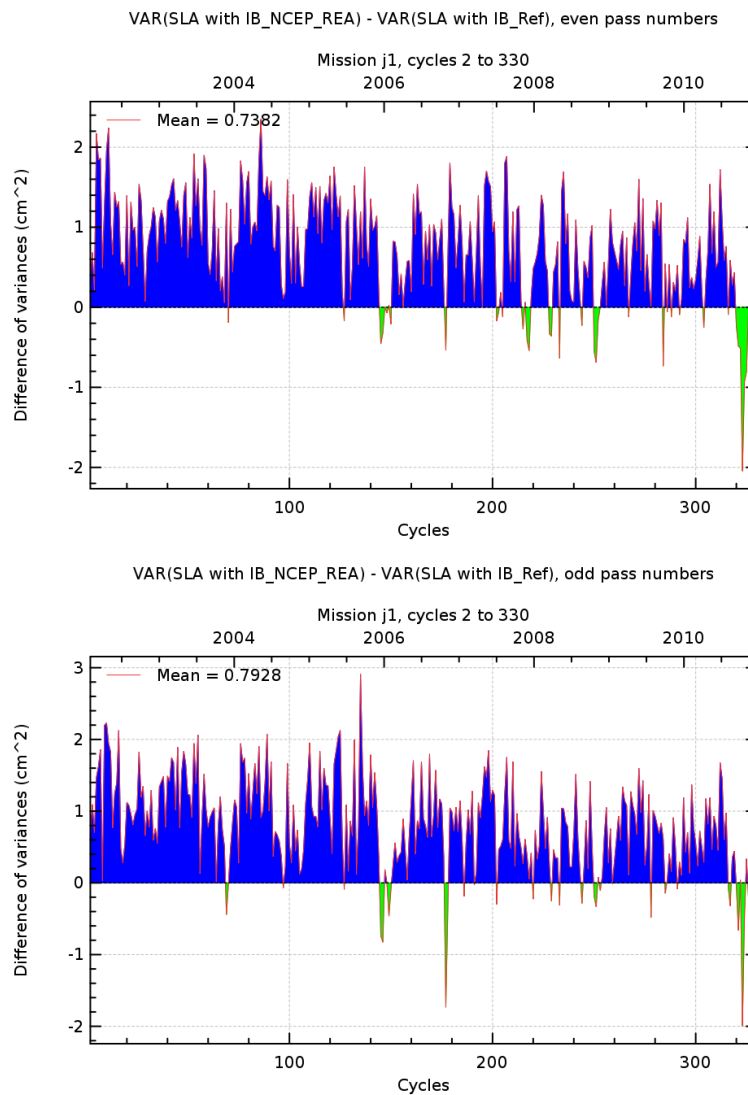 VAR(SLA with IB_NCEP_REA) - VAR(SLA with IB_Ref), even pass numbers
Mission j1, cycles 2 to 330
2004 2006 2008 2010
Mean = 0.7382
2
1
0
-1
-2
Difference of variances (cm^2)
100 200 300
Cycles
VAR(SLA with IB_NCEP_REA) - VAR(SLA with IB_Ref), odd pass numbers
Mission j1, cycles 2 to 330
2004 2006 2008 2010
Mean = 0.7928
3
2
1
0
-1
-2
Difference of variances (cm^2)
100 200 300
Cycles